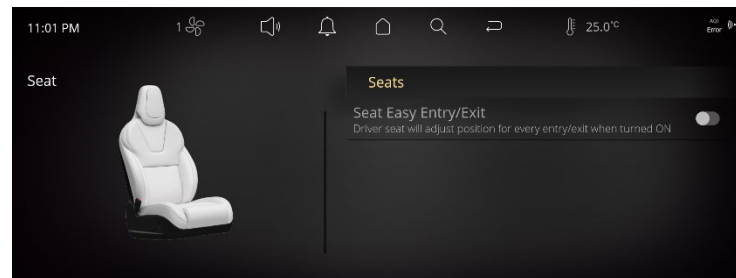 11:01 PM
1
25.0°C
AQI
Error
Seat
Seats
Seat Easy Entry/Exit
Driver seat will adjust position for every entry/exit when turned ON